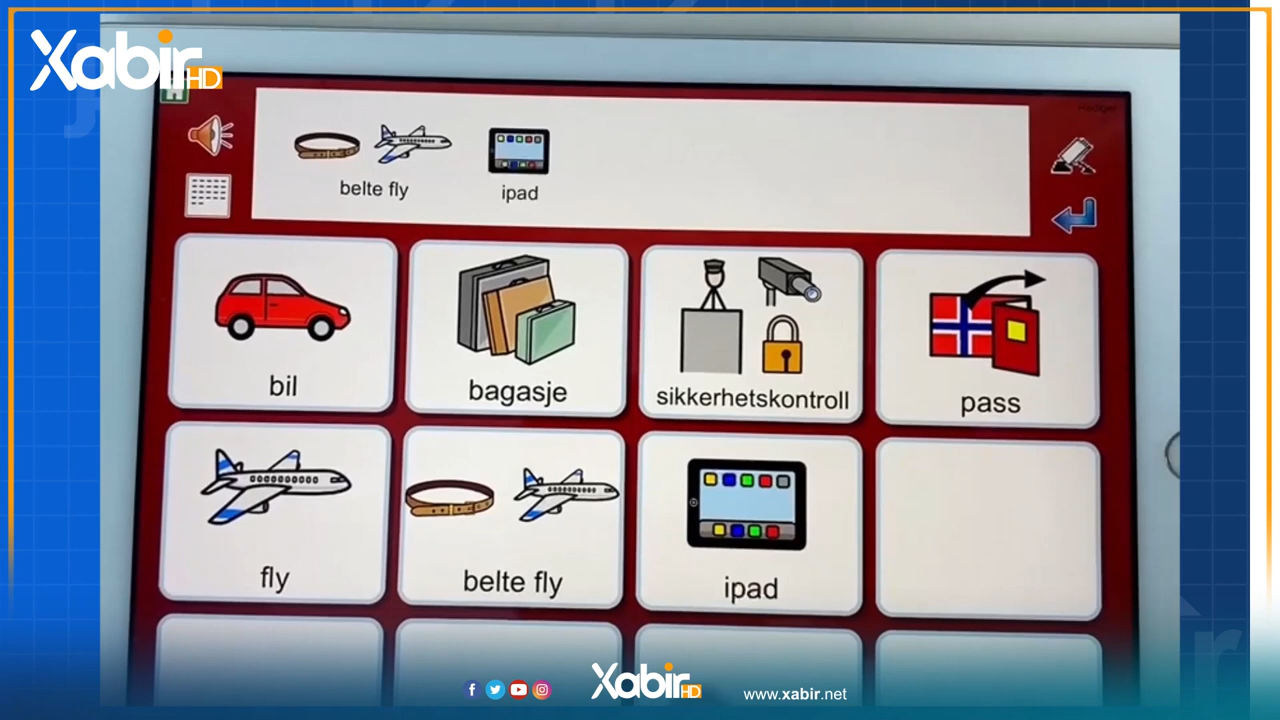 Xabir HD
belte fly
ipad
bil
bagasje
sikkerhetskontroll
pass
fly
belte fly
ipad
Xabir HD
www.xabir.net